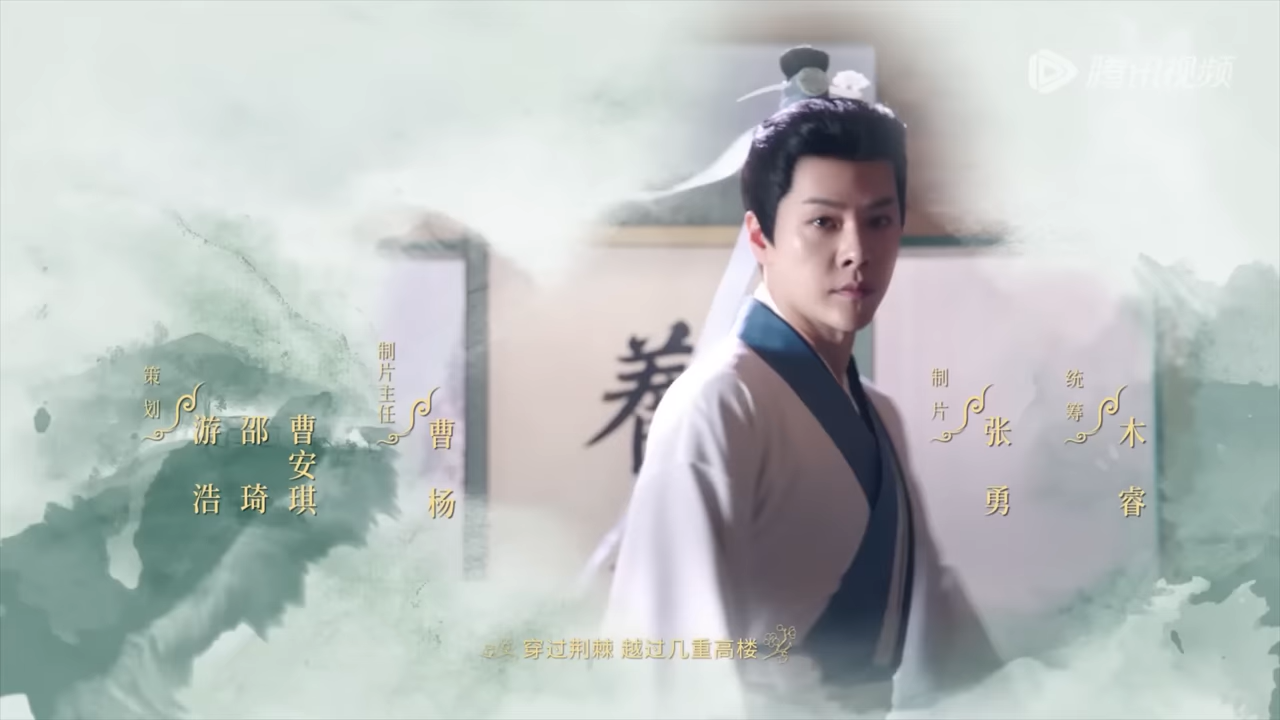 腾讯视频
策划
游浩
邵琦
曹安琪
制片主任
曹杨
养
制片
张勇
统筹
木睿
穿过荆棘 越过几重高楼